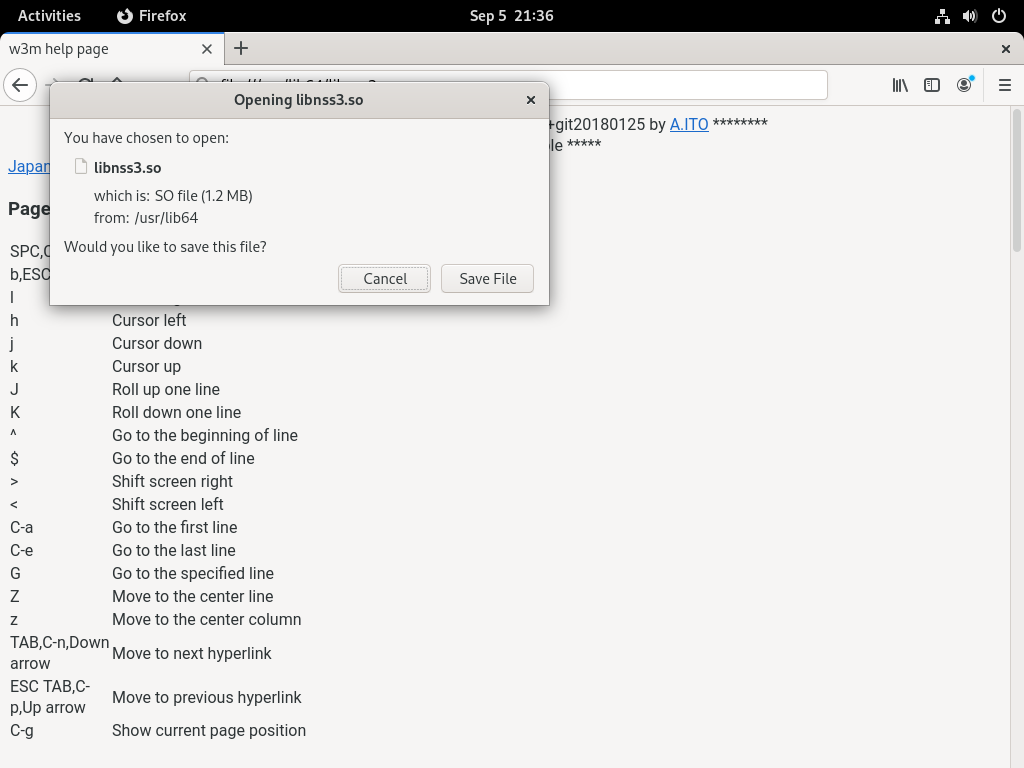 Activities
Firefox
Sep 5 21:36
w3m help page
Opening libnss3.so
You have chosen to open:
libnss3.so
which is: SO file (1.2 MB)
from: /usr/lib64
Would you like to save this file?
Cancel
Save File
+git20180125 by A.ITO ********
*****
Japan
Page
SPC,C
b,ESC
l
h Cursor left
j Cursor down
k Cursor up
J Roll up one line
K Roll down one line
^ Go to the beginning of line
$ Go to the end of line
> Shift screen right
< Shift screen left
C-a Go to the first line
C-e Go to the last line
G Go to the specified line
Z Move to the center line
z Move to the center column
TAB,C-n,Down
arrow Move to next hyperlink
ESC TAB,C-
p,Up arrow Move to previous hyperlink
C-g Show current page position